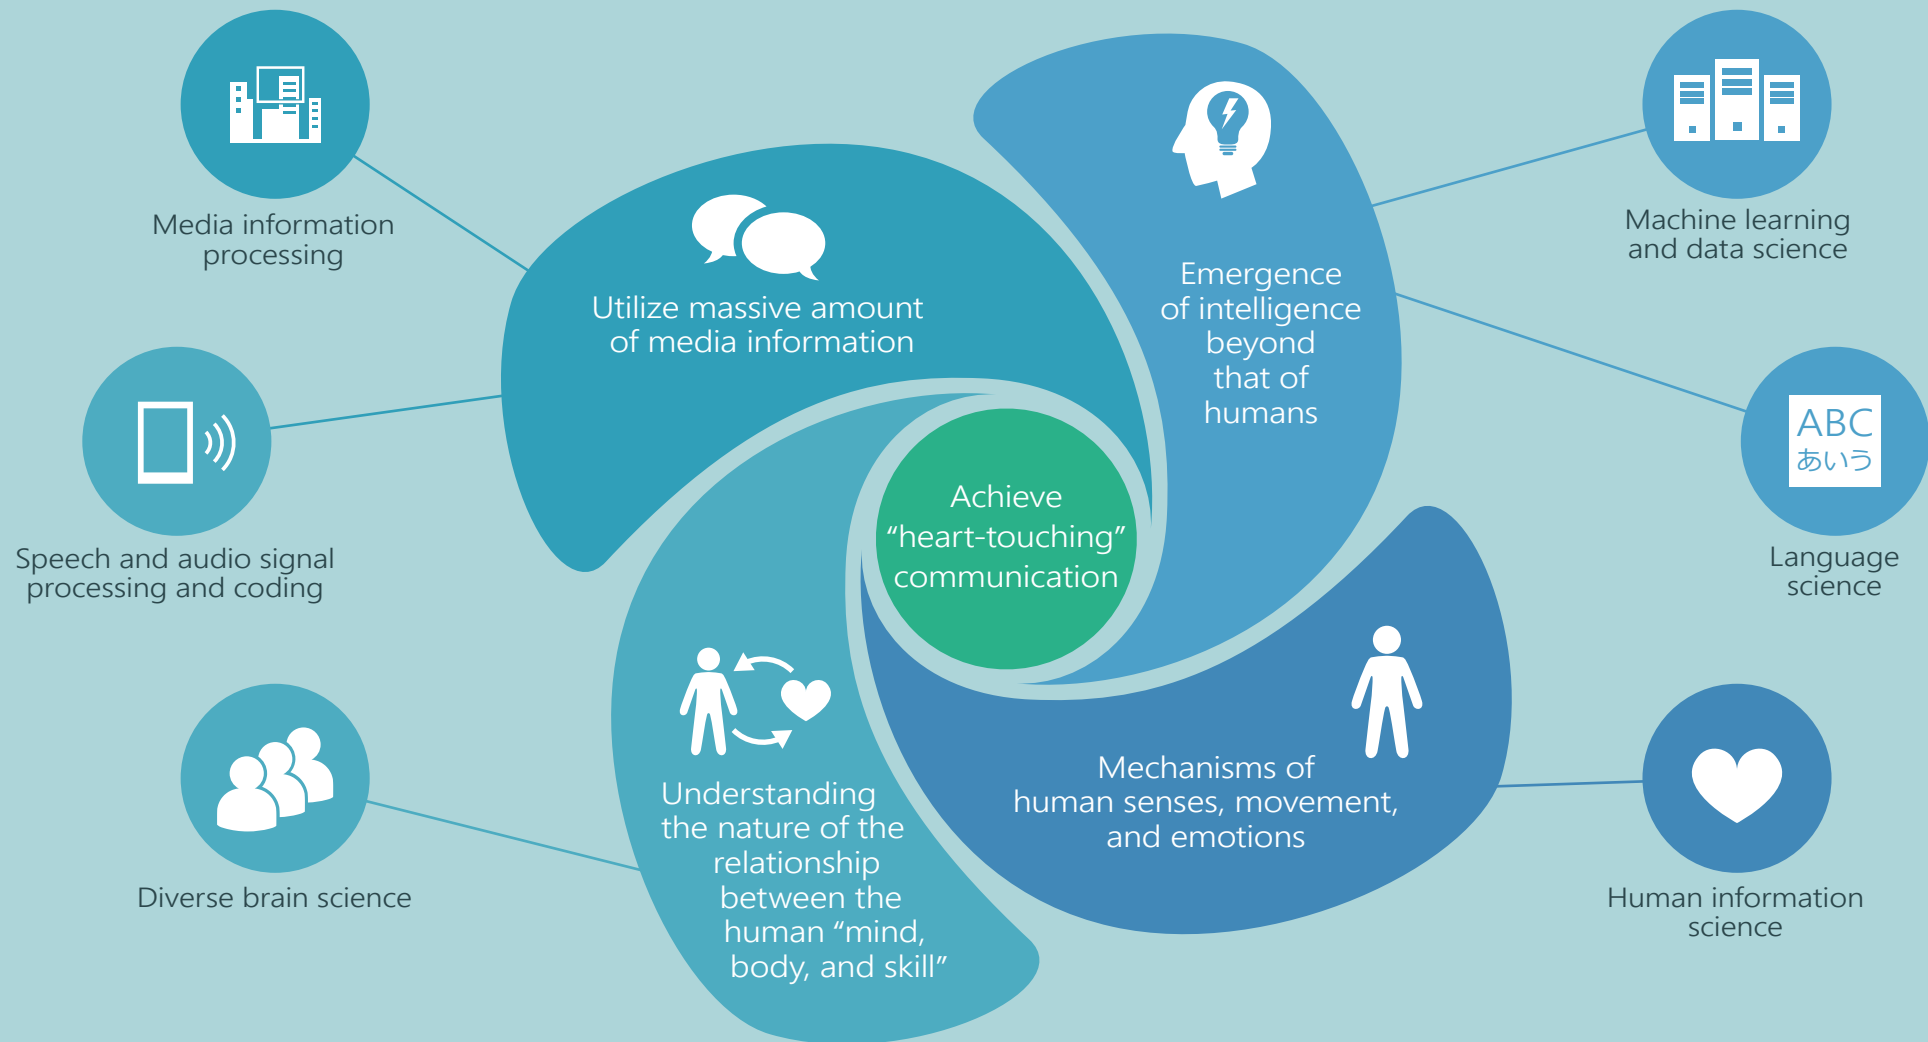 Media information
processing
Speech and audio signal
processing and coding
Diverse brain science
Utilize massive amount
of media information
Emergence
of intelligence
beyond
that of
humans
Achieve
“heart-touching”
communication
Understanding
the nature of the
relationship
between the
human “mind,
body, and skill”
Mechanisms of
human senses, movement,
and emotions
Machine learning
and data science
ABC
あいう
Language
science
Human information
science